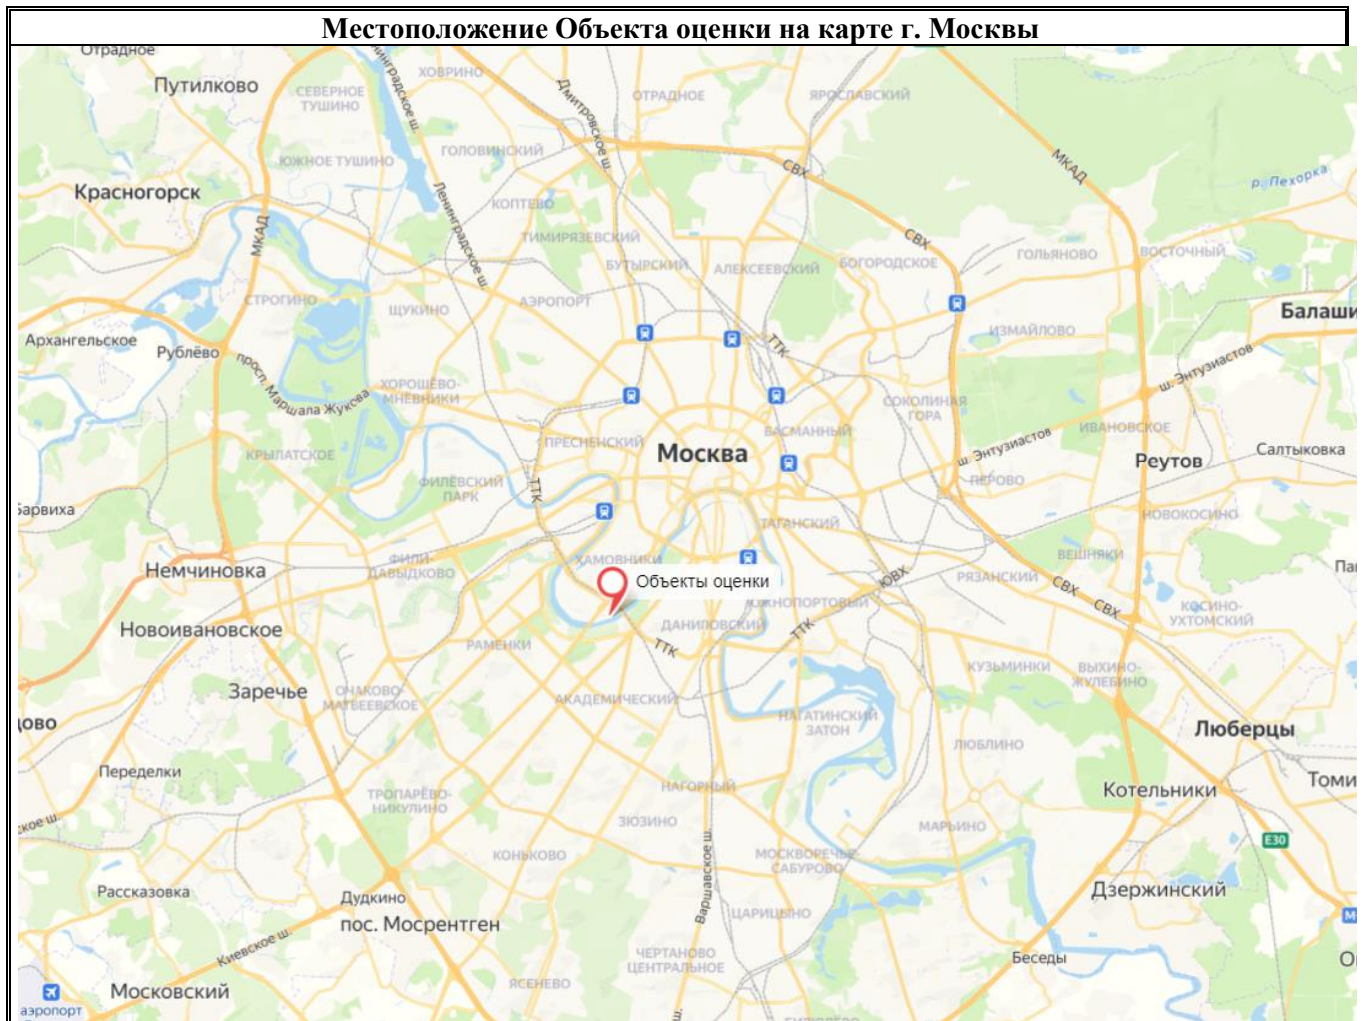 Местоположение Объекта оценки на карте г. Москвы
Отрадное
Путилково
СЕВЕРНОЕ
ТУШИНО
ХОВРИНО
Ленинградское ш.
Дмитровское ш.
ОТРАДНОЕ
ЯРОСЛАВСКИЙ
ЮЖНОЕ ТУШИНО
ГОЛОВИНСКИЙ
СВХ
МКАД
р. Пехорка
Красногорск
МКАД
Ленинградское ш.
КОПТЕВО
ТИМИРЯЗЕВСКИЙ
БУТЫРСКИЙ
АЛЕКСЕЕВСКИЙ
БОГОРОДСКОЕ
СВХ
ГОЛЬЯНОВО
ВОСТОЧНЫЙ
СТРОГИНО
ЩУКИНО
АЭРОПОРТ
Балаши
Архангельское
Рублёво
просп. Маршала Жукова
ТТК
ИЗМАЙЛОВО
ш. Энтузиастов
ХОРОШЁВО-
МНЁВНИКИ
СОКОЛИНАЯ
ГОРА
ПРЕСНЕНСКИЙ
Москва
БАСМАННЫЙ
ш. Энтузиастов
ИВАНОВСКОЕ
КРЫЛАТСКОЕ
Реутов
Салтыковка
ФИЛЁВСКИЙ
ПАРК
ТТК
ПЕРОВО
Барвиха
ТАГАНСКИЙ
НОВОКОСИНО
Немчиновка
ФИЛИ-
ДАВЫДКОВО
ХАМОВНИКИ
Объекты оценки
ЮВХ
РЯЗАНСКИЙ
ВЕШНЯКИ
СВХ
СВХ
Па
Новоивановское
ЮЖНОПОРТОВЫЙ
КОСИНО-
УХТОМСКИЙ
РАМЕНКИ
ТТК
ДАНИЛОВСКИЙ
ТТК
КУЗЬМИНКИ
ВЫХИНО-
ЖУЛЕБИНО
Заречье
ОЧАКОВО-
МАТВЕЕВСКОЕ
АКАДЕМИЧЕСКИЙ
НАГАТИНСКИЙ
ЗАТОН
ДОВО
ЛЮБЛИНО
Люберцы
Переделки
ТРОПАРЁВО-
НИКУЛИНО
НАГОРНЫЙ
Котельники
Томи
ское ш.
ЗЮЗИНО
Варшавское ш.
МАРЬИНО
E30
КОНЬКОВО
МОСКВОРЕЧЬЕ-
САБУРОВО
Рассказовка
Дудкино
пос. Мосрентген
Дзержинский
ЦАРИЦЫНО
М-
Киевское ш.
ЧЕРТАНОВО
ЦЕНТРАЛЬНОЕ
Беседы
О
Московский
ЯСЕНЕВО
аэропорт
ш.
БИРЮЛЁВО